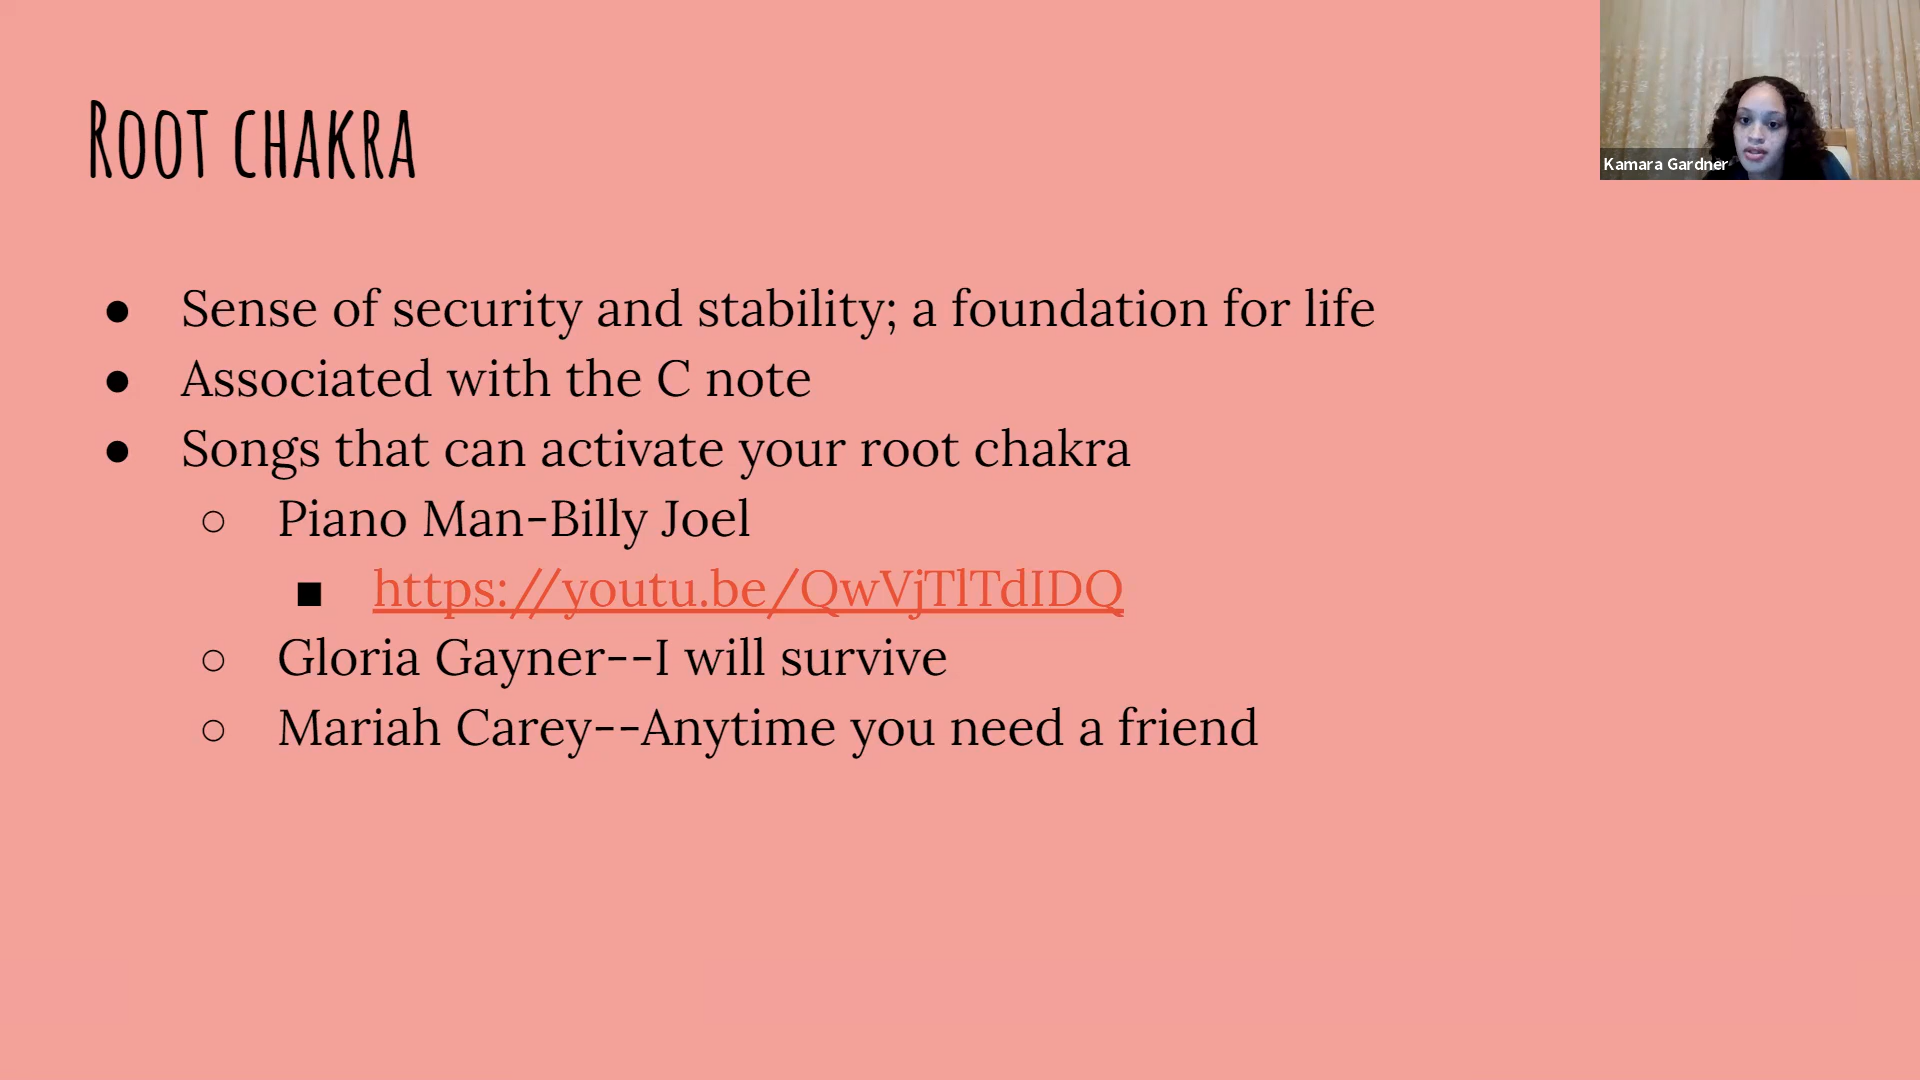 Root chakra
Kamara Gardner
● Sense of security and stability; a foundation for life
● Associated with the C note
● Songs that can activate your root chakra
○ Piano Man-Billy Joel
■ https://youtu.be/QwVjTlTdIDQ
○ Gloria Gayner--I will survive
○ Mariah Carey--Anytime you need a friend